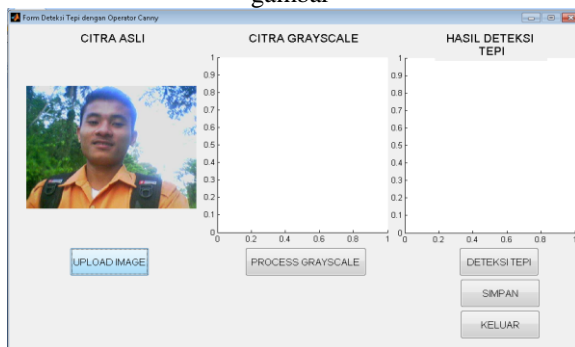 gambar
Form Deteksi Tepi dengan Operator Canny
CITRA ASLI
CITRA GRAYSCALE
HASIL DETEKSI
TEPI
1
0.9
0.8
0.7
0.6
0.5
0.4
0.3
0.2
0.1
0
0 0.2 0.4 0.6 0.8 1
1
0.9
0.8
0.7
0.6
0.5
0.4
0.3
0.2
0.1
0
0 0.2 0.4 0.6 0.8 1
UPLOAD IMAGE
PROCESS GRAYSCALE
DETEKSI TEPI
SIMPAN
KELUAR